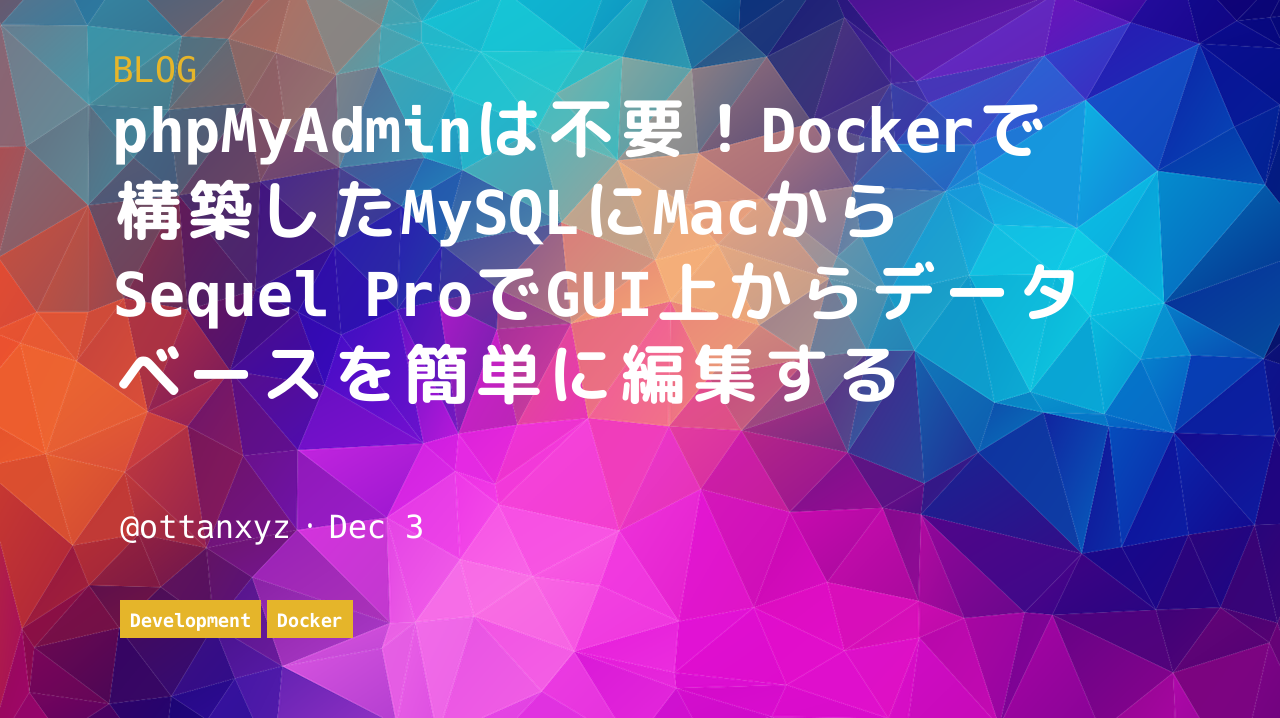 BLOG
phpMyAdminは不要！Dockerで
構築したMySQLにMacから
Sequel ProでGUI上からデータ
ベースを簡単に編集する
@ottanxyz · Dec 3
Development Docker